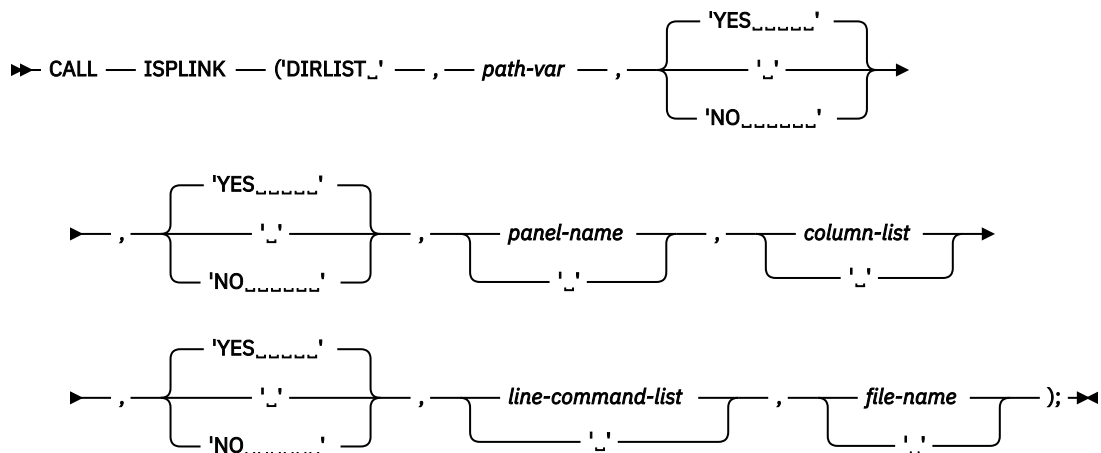 'YES␣␣␣␣␣'
CALL ISPLINK ('DIRLIST␣' , path-var , '␣'
'NO␣␣␣␣␣␣'
'YES␣␣␣␣␣'
, '␣' , panel-name , column-list
'NO␣␣␣␣␣␣' '␣' '␣'
'YES␣␣␣␣␣'
, '␣' , line-command-list , file-name );
'NO␣␣␣␣␣␣' '␣' '␣'